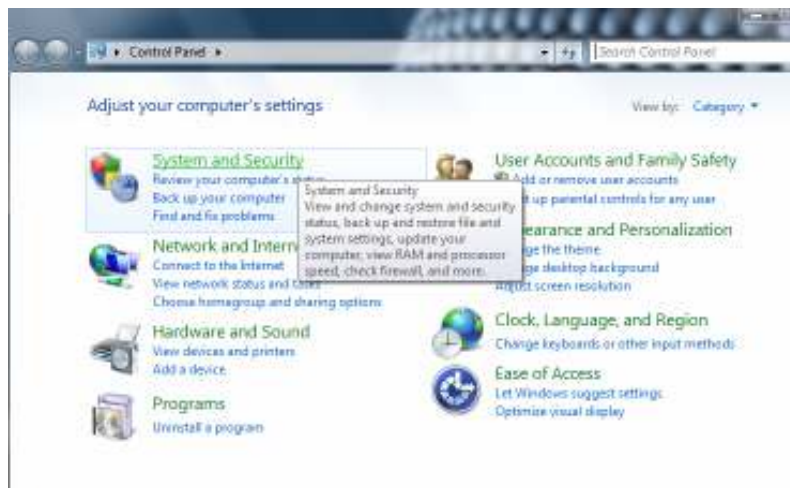 Control Panel
Search Control Panel
Adjust your computer's settings
View by: Category
System and Security
Review your computer's
Back up your computer
Find and fix problems
System and Security
View and change system and security
status, back up and restore file and
system settings, update your
computer, view RAM and processor
speed, check firewall, and more.
Network and Intern
Connect to the Internet
View network status and tasks
Choose homegroup and sharing options
Hardware and Sound
View devices and printers
Add a device
Programs
Uninstall a program
User Accounts and Family Safety
Add or remove user accounts
up parental controls for any user
earance and Personalization
ge the theme
ge desktop background
Adjust screen resolution
Clock, Language, and Region
Change keyboards or other input methods
Ease of Access
Let Windows suggest settings
Optimize visual display